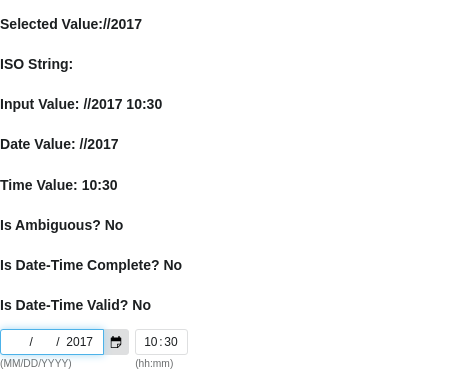 Selected Value://2017
ISO String:
Input Value: //2017 10:30
Date Value: //2017
Time Value: 10:30
Is Ambiguous? No
Is Date-Time Complete? No
Is Date-Time Valid? No
/ / 2017 10:30
(MM/DD/YYYY) (hh:mm)